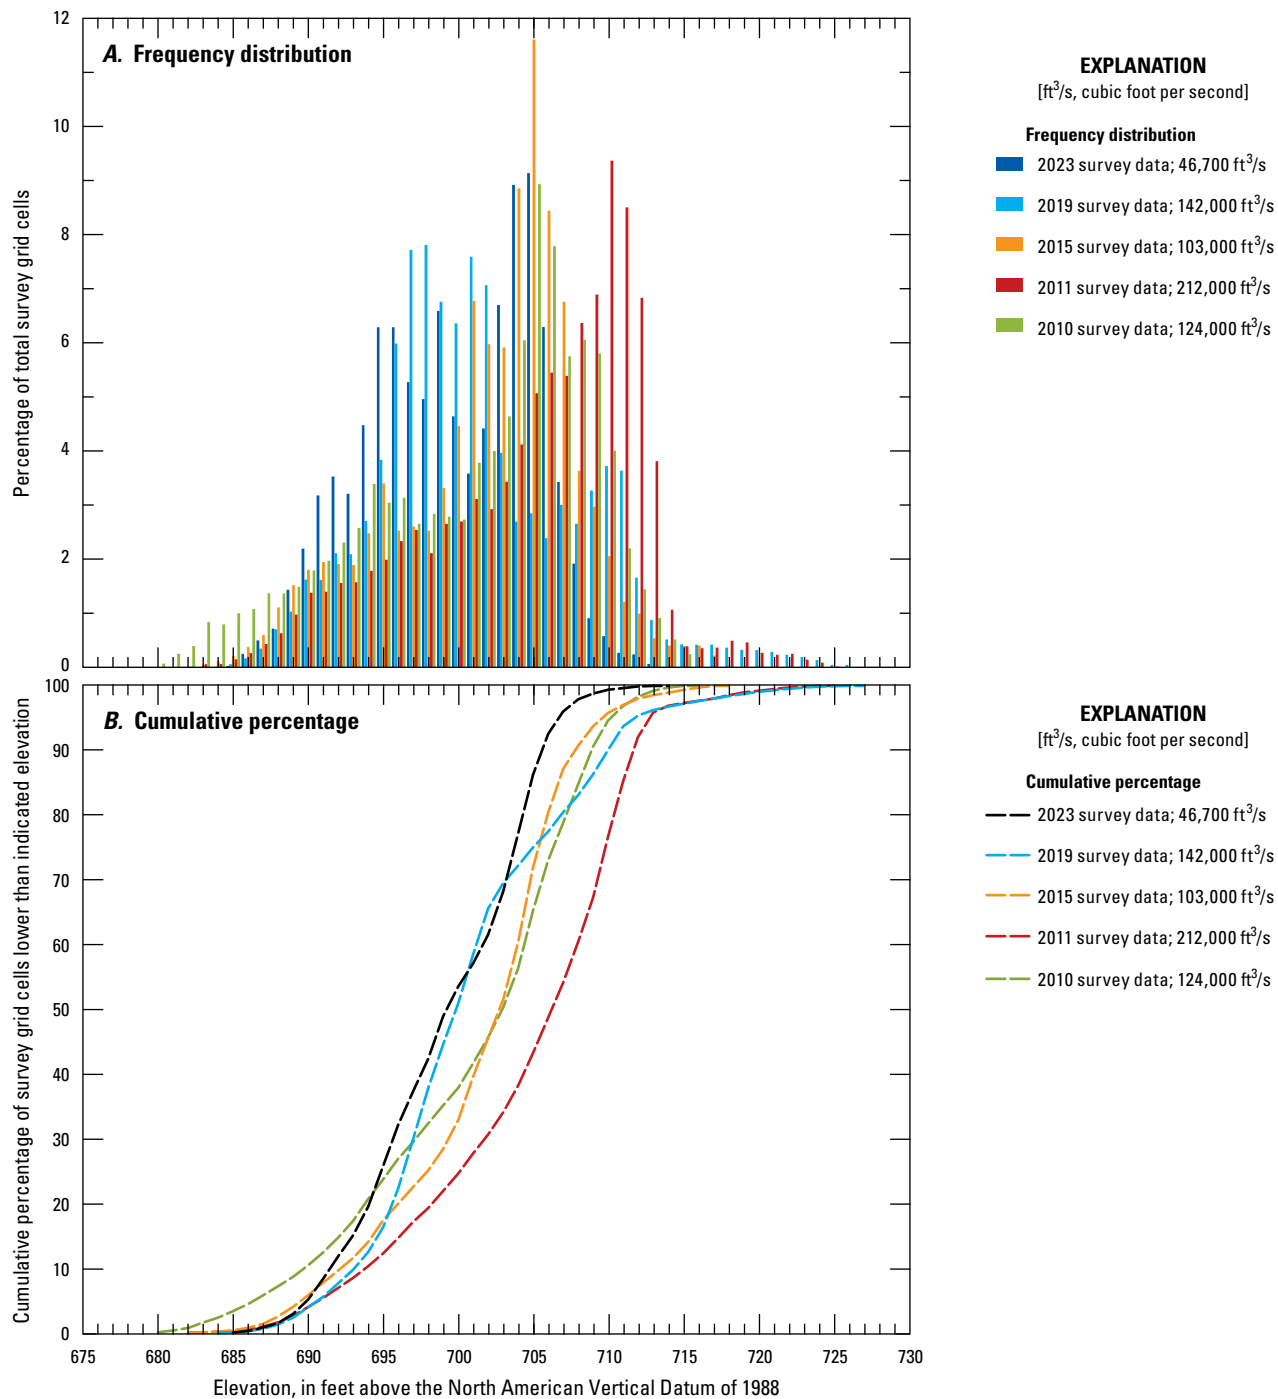 A. Frequency distribution
Percentage of total survey grid cells
12
10
8
6
4
2
0
EXPLANATION
[ft³/s, cubic foot per second]
Frequency distribution
2023 survey data; 46,700 ft³/s
2019 survey data; 142,000 ft³/s
2015 survey data; 103,000 ft³/s
2011 survey data; 212,000 ft³/s
2010 survey data; 124,000 ft³/s
B. Cumulative percentage
Cumulative percentage of survey grid cells lower than indicated elevation
100
90
80
70
60
50
40
30
20
10
0
675 680 685 690 695 700 705 710 715 720 725 730
Elevation, in feet above the North American Vertical Datum of 1988
EXPLANATION
[ft³/s, cubic foot per second]
Cumulative percentage
2023 survey data; 46,700 ft³/s
2019 survey data; 142,000 ft³/s
2015 survey data; 103,000 ft³/s
2011 survey data; 212,000 ft³/s
2010 survey data; 124,000 ft³/s